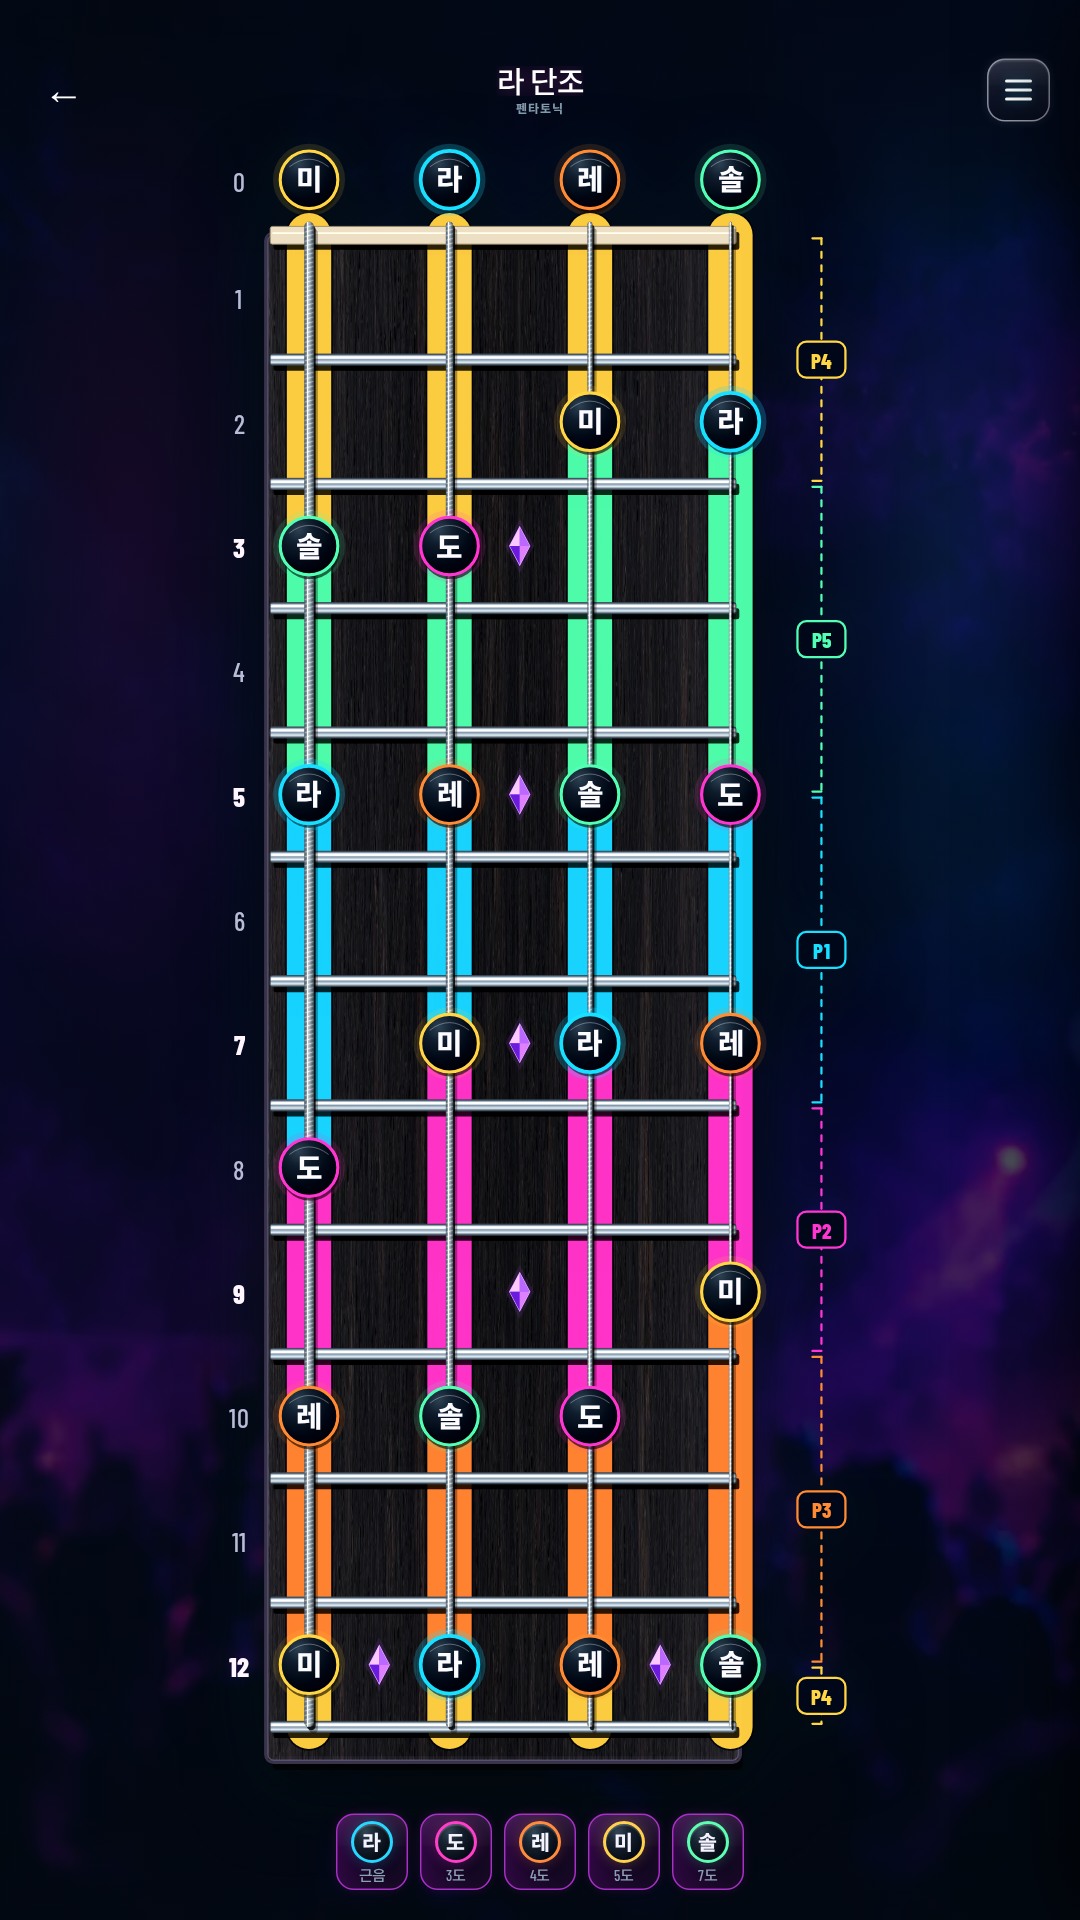 ←
라 단조
펜타토닉
0 미 라 레 솔
1
P4
2 미 라
3 솔 도
P5
4
5 라 레 솔 도
6
P1
7 미 라 레
8 도
P2
9 미
10 레 솔 도
P3
11
12 미 라 레 솔
P4
라 도 레 미 솔
근음 3도 4도 5도 7도